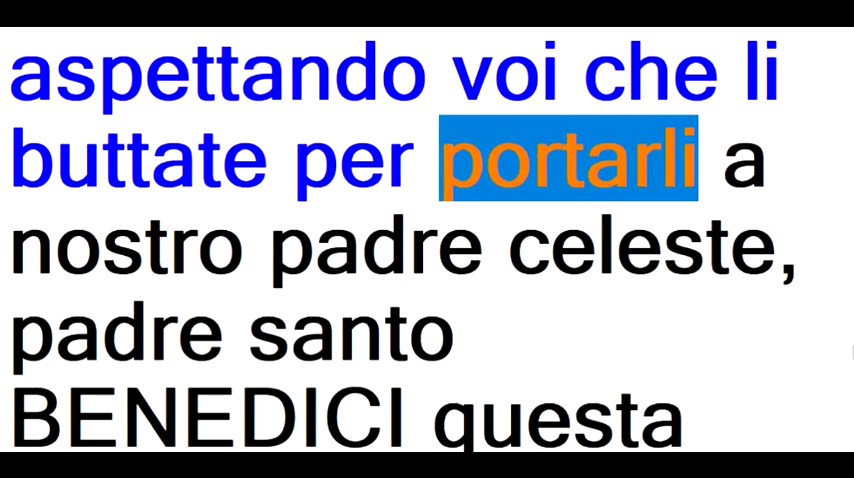 aspettando voi che li
buttate per portarli a
nostro padre celeste,
padre santo
BENEDICI questa